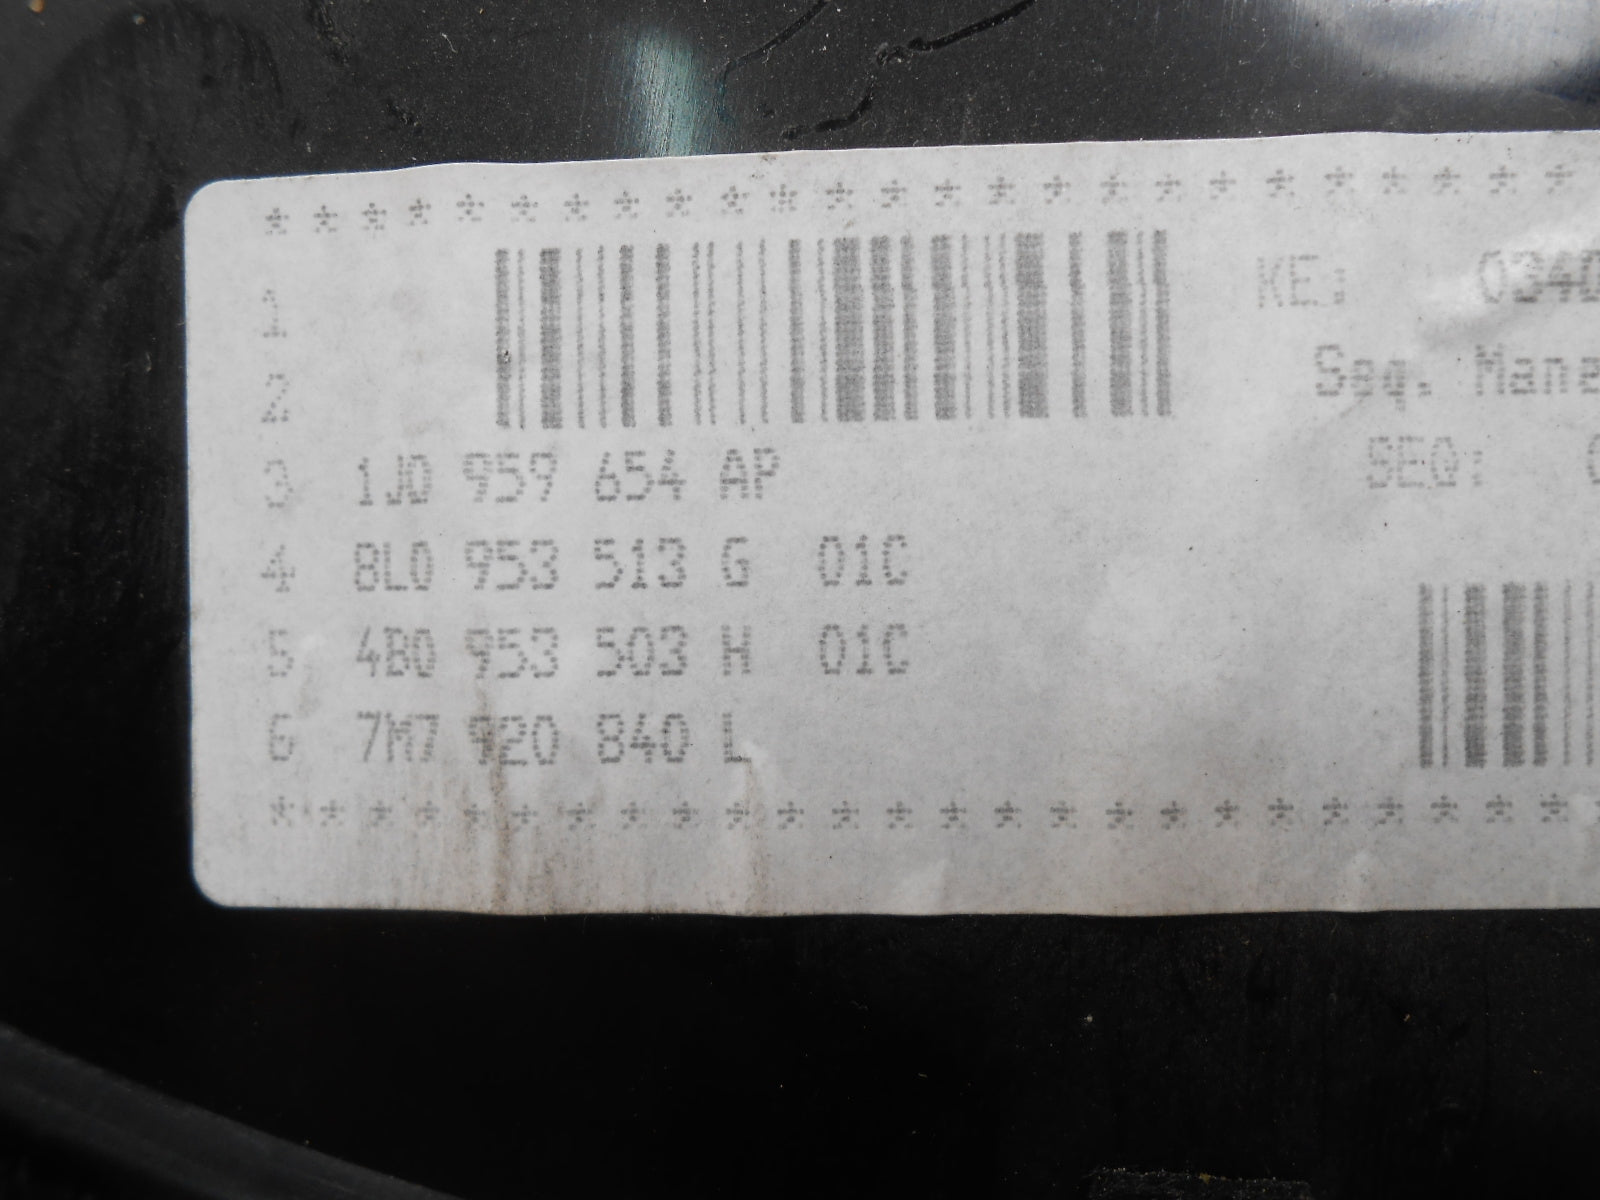 * * * * * * * * * * * * * * * * * * * * * * * * *
1 KE: 0340
2 Seq.
3 1J0 959 654 AP SEQ:
4 8L0 953 513 G 01C
5 4B0 953 503 H 01C
6 7M7 920 840 L
* * * * * * * * * * * * * * * * * * * * * * * * *